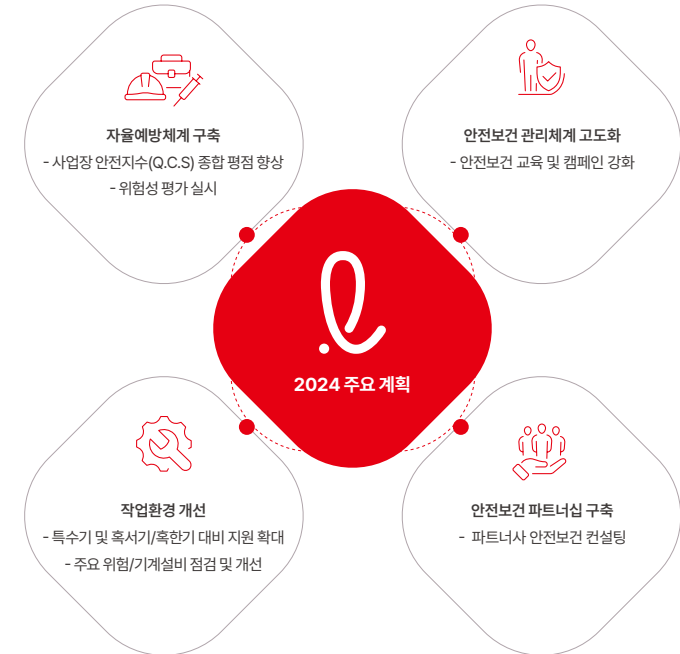 자율예방체계 구축
- 사업장 안전지수(Q.C.S) 종합 평점 향상
- 위험성 평가 실시
안전보건 관리체계 고도화
- 안전보건 교육 및 캠페인 강화
2024 주요 계획
작업환경 개선
- 특수기 및 혹서기/혹한기 대비 지원 확대
- 주요 위험/기계설비 점검 및 개선
안전보건 파트너십 구축
- 파트너사 안전보건 컨설팅